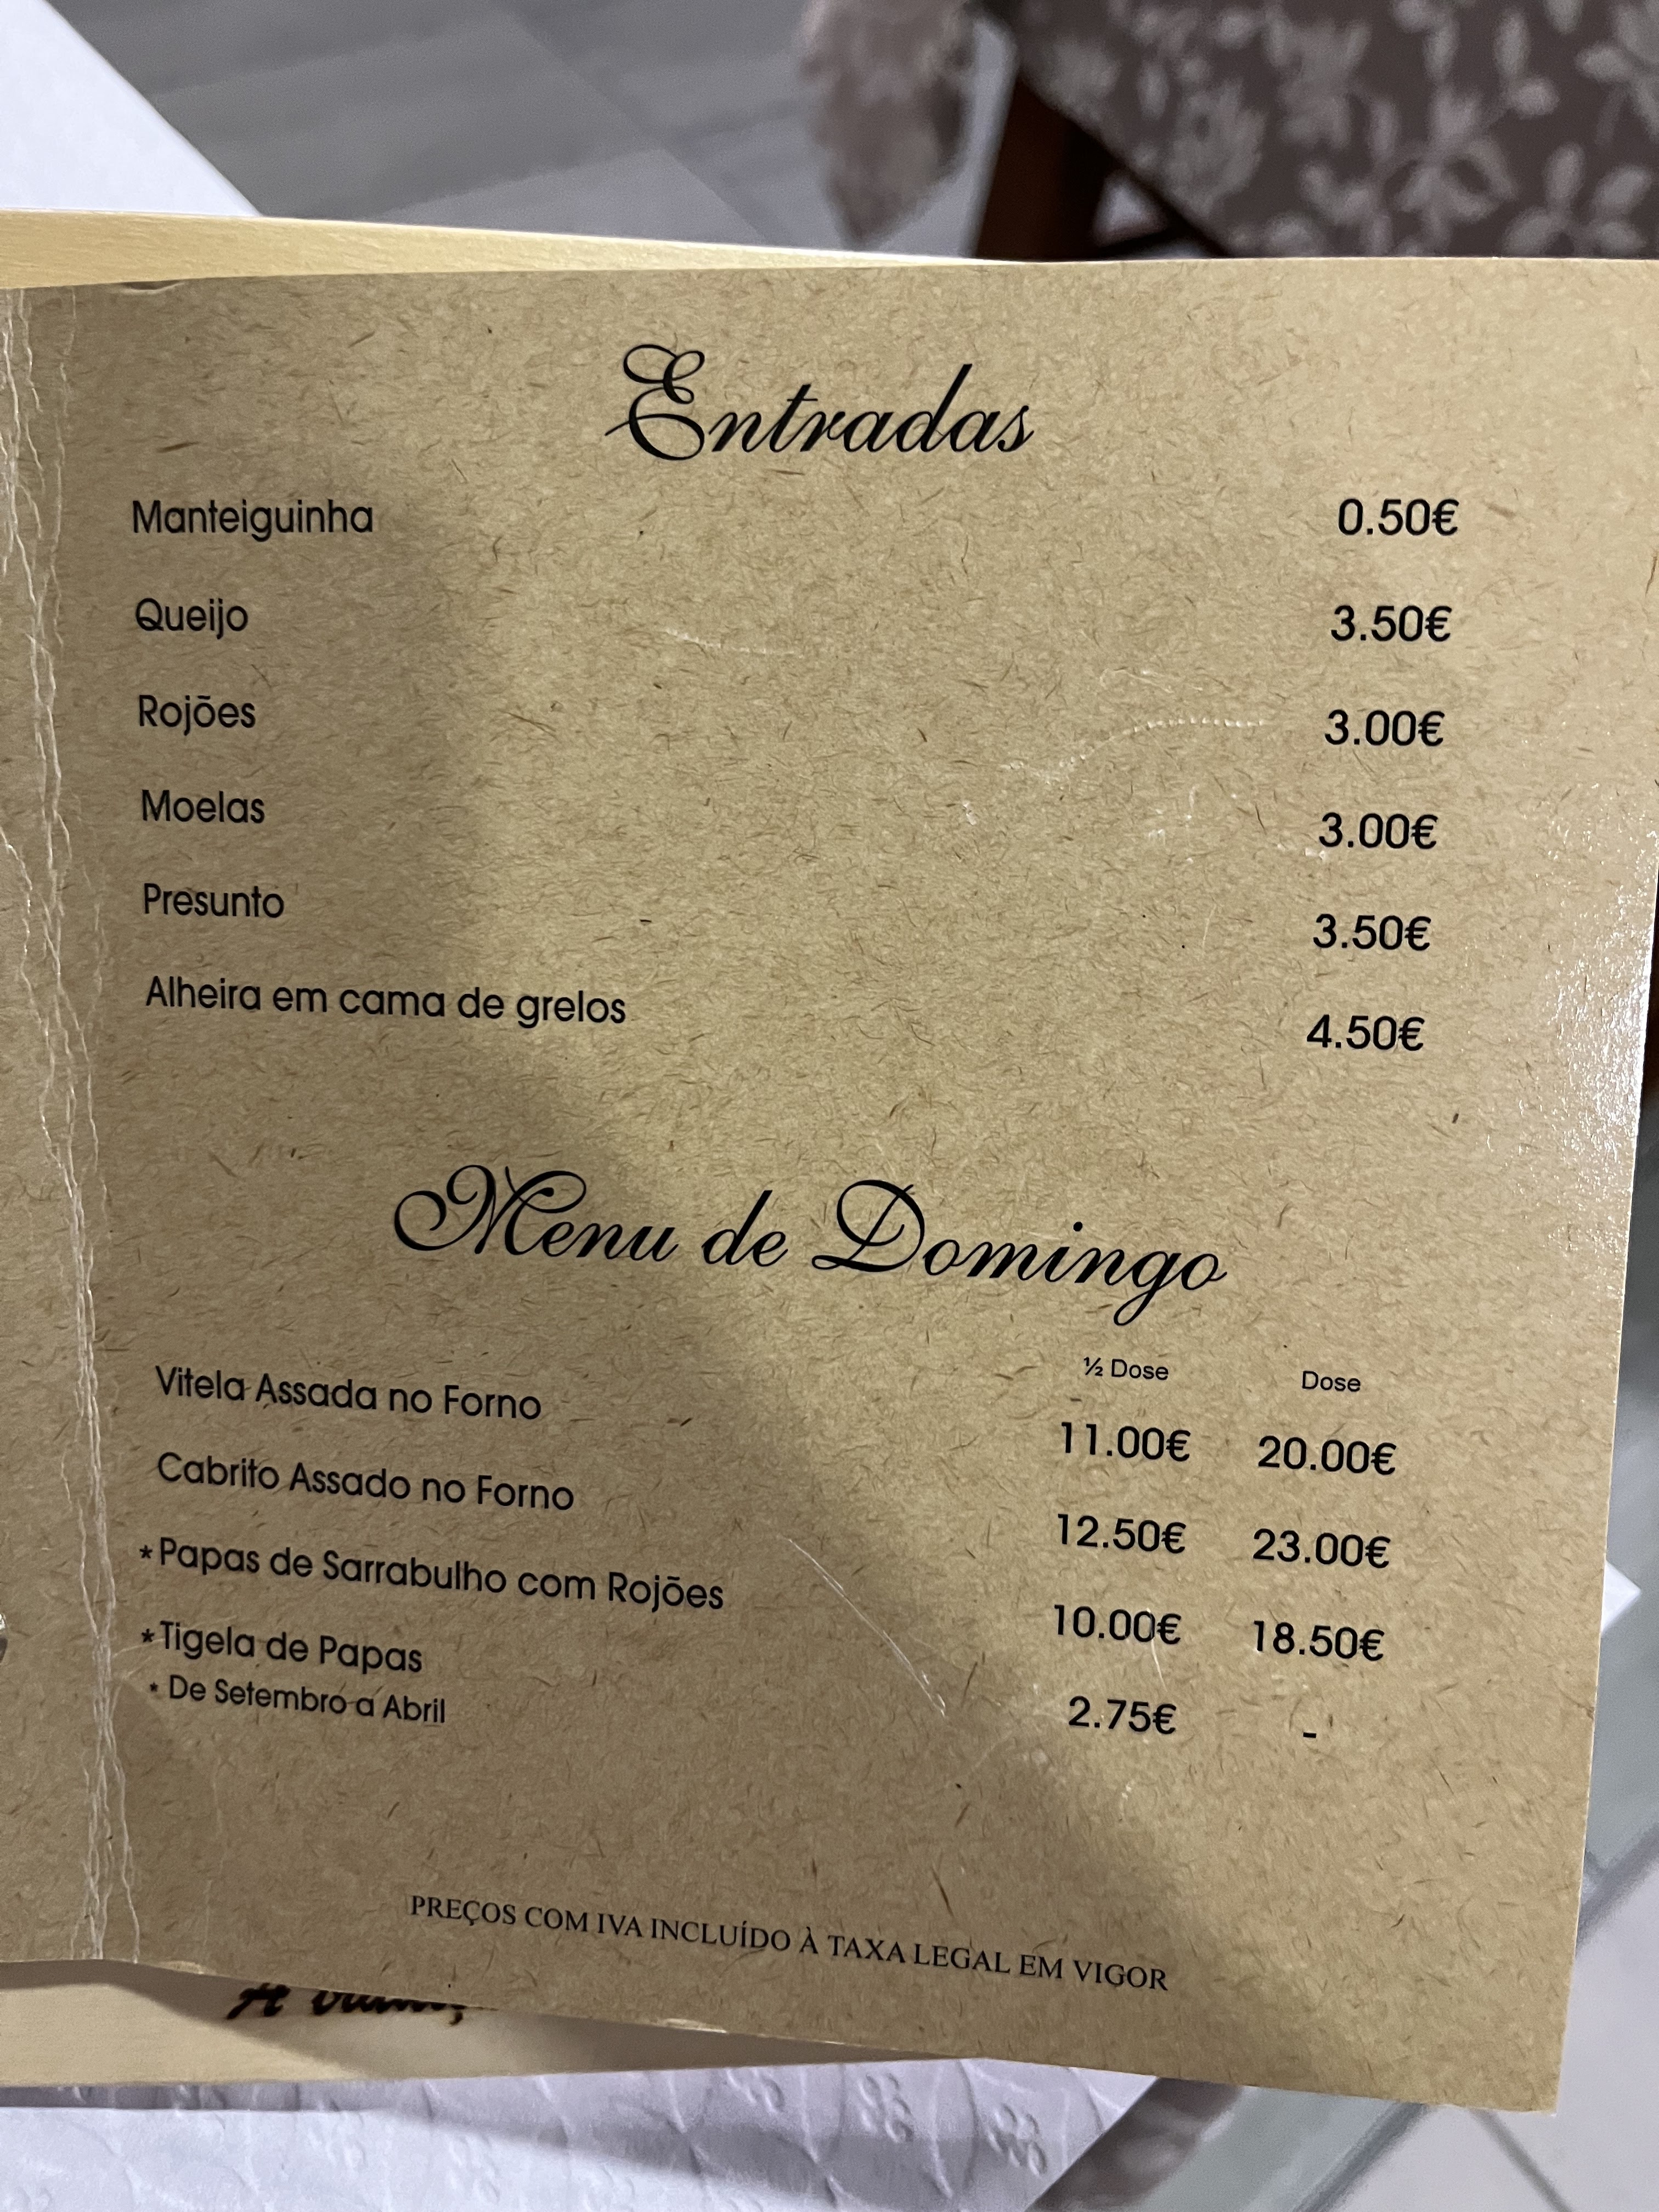 Entradas
Manteiguinha 0.50€
Queijo 3.50€
Rojões 3.00€
Moelas 3.00€
Presunto 3.50€
Alheira em cama de grelos 4.50€
Menu de Domingo
½ Dose Dose
Vitela Assada no Forno 11.00€ 20.00€
Cabrito Assado no Forno 12.50€ 23.00€
*Papas de Sarrabulho com Rojões 10.00€ 18.50€
*Tigela de Papas 2.75€ -
* De Setembro a Abril
PREÇOS COM IVA INCLUÍDO À TAXA LEGAL EM VIGOR